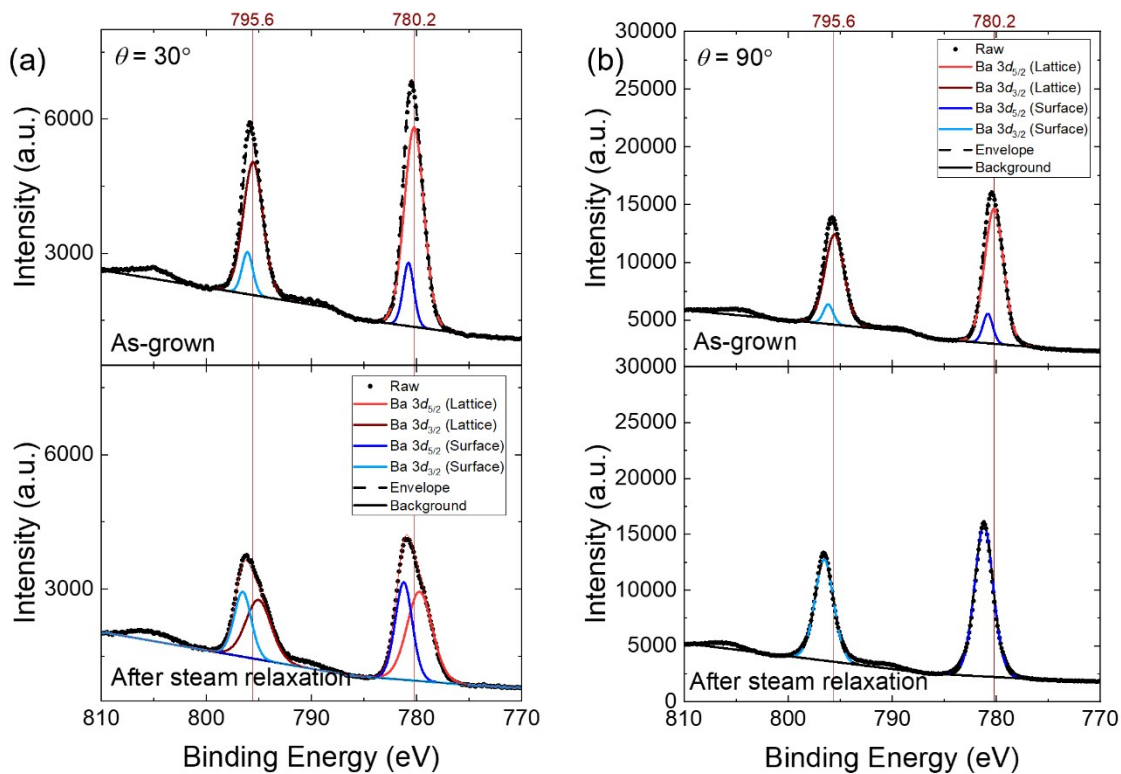 (a)
795.6 780.2
θ = 30°
6000
3000
Intensity (a.u.)
As-grown
Raw
Ba 3d5/2 (Lattice)
Ba 3d3/2 (Lattice)
Ba 3d5/2 (Surface)
Ba 3d3/2 (Surface)
Envelope
Background
6000
3000
Intensity (a.u.)
After steam relaxation
810 800 790 780 770
Binding Energy (eV)
(b)
795.6 780.2
θ = 90°
30000
25000
20000
15000
10000
5000
Intensity (a.u.)
Raw
Ba 3d5/2 (Lattice)
Ba 3d3/2 (Lattice)
Ba 3d5/2 (Surface)
Ba 3d3/2 (Surface)
Envelope
Background
As-grown
30000
25000
20000
15000
10000
5000
0
Intensity (a.u.)
After steam relaxation
810 800 790 780 770
Binding Energy (eV)